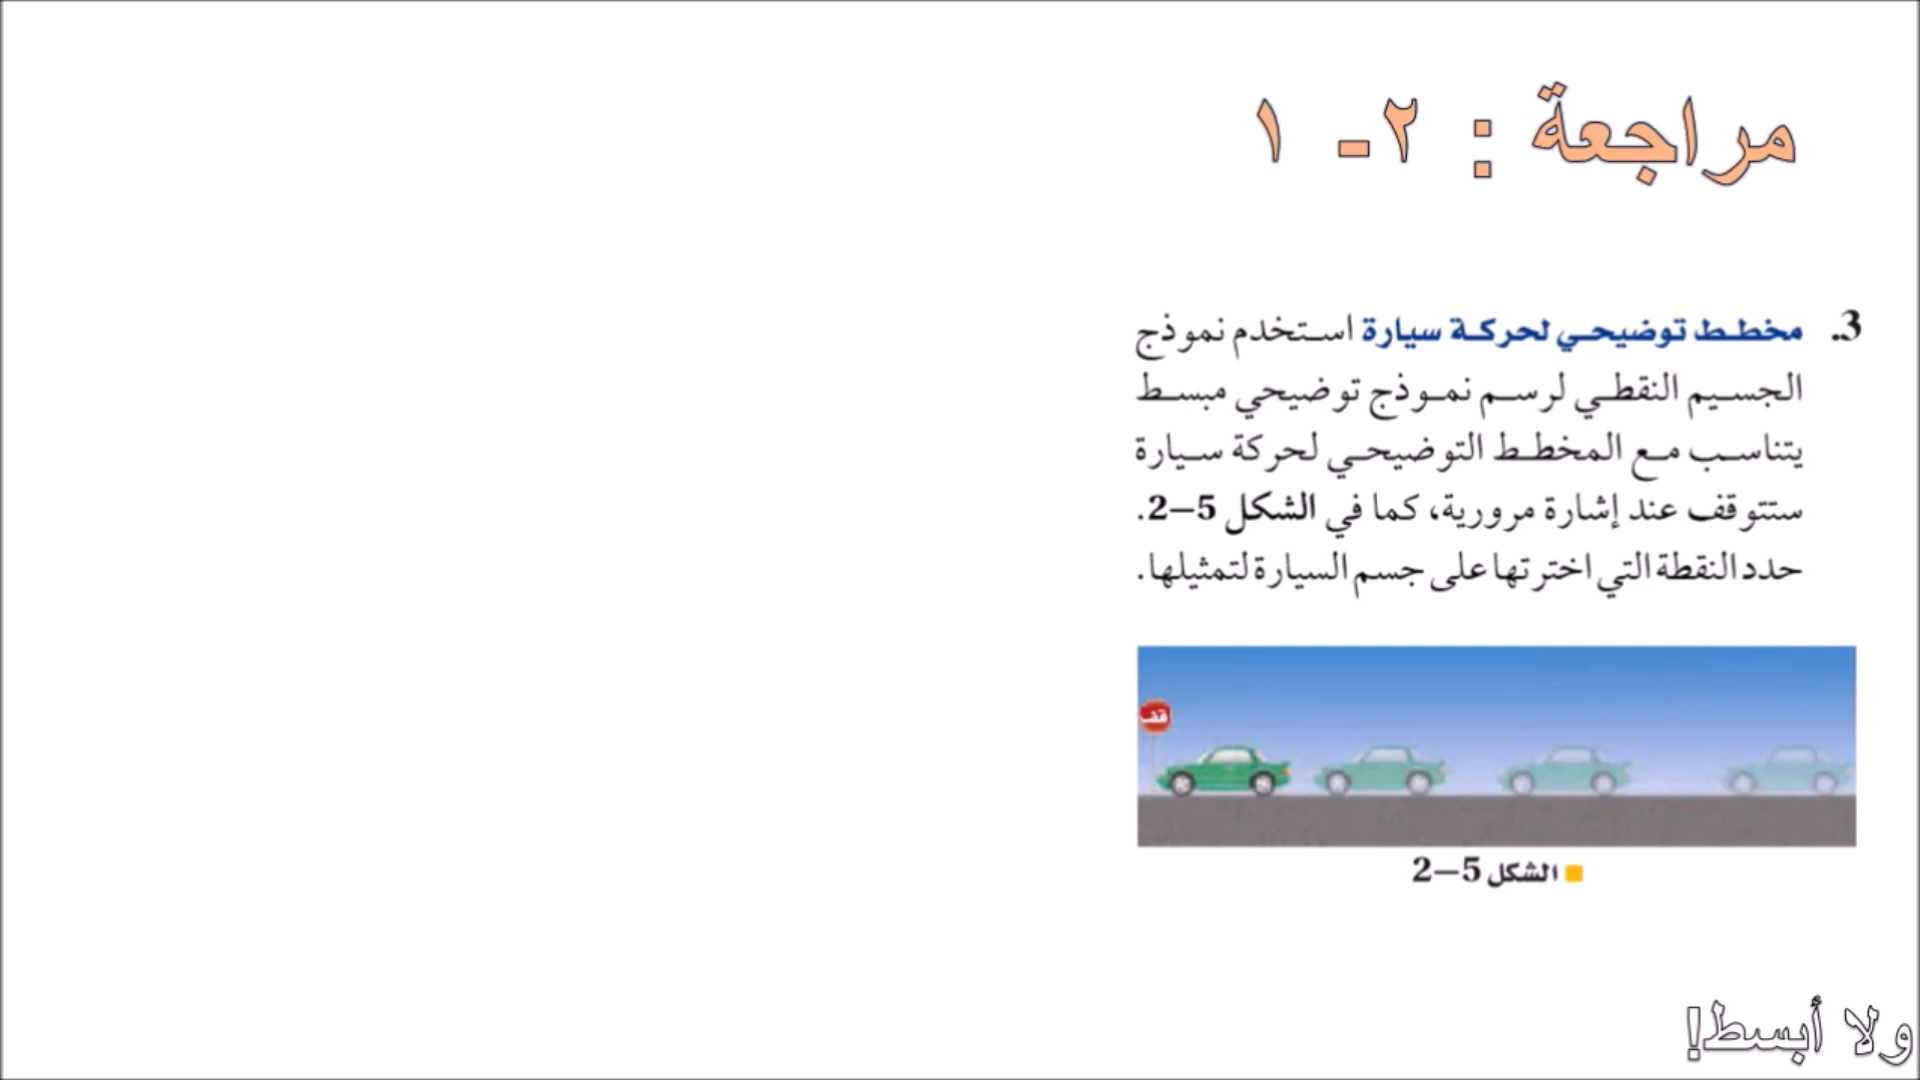 مراجعة : ٢- ١
3. مخطط توضيحي لحركة سيارة استخدم نموذج
الجسيم النقطي لرسم نموذج توضيحي مبسط
يتناسب مع المخطط التوضيحي لحركة سيارة
ستتوقف عند إشارة مرورية، كما في الشكل 5–2.
حدد النقطة التي اخترتها على جسم السيارة لتمثيلها.
قف
الشكل 5–2
ولا أبسط!